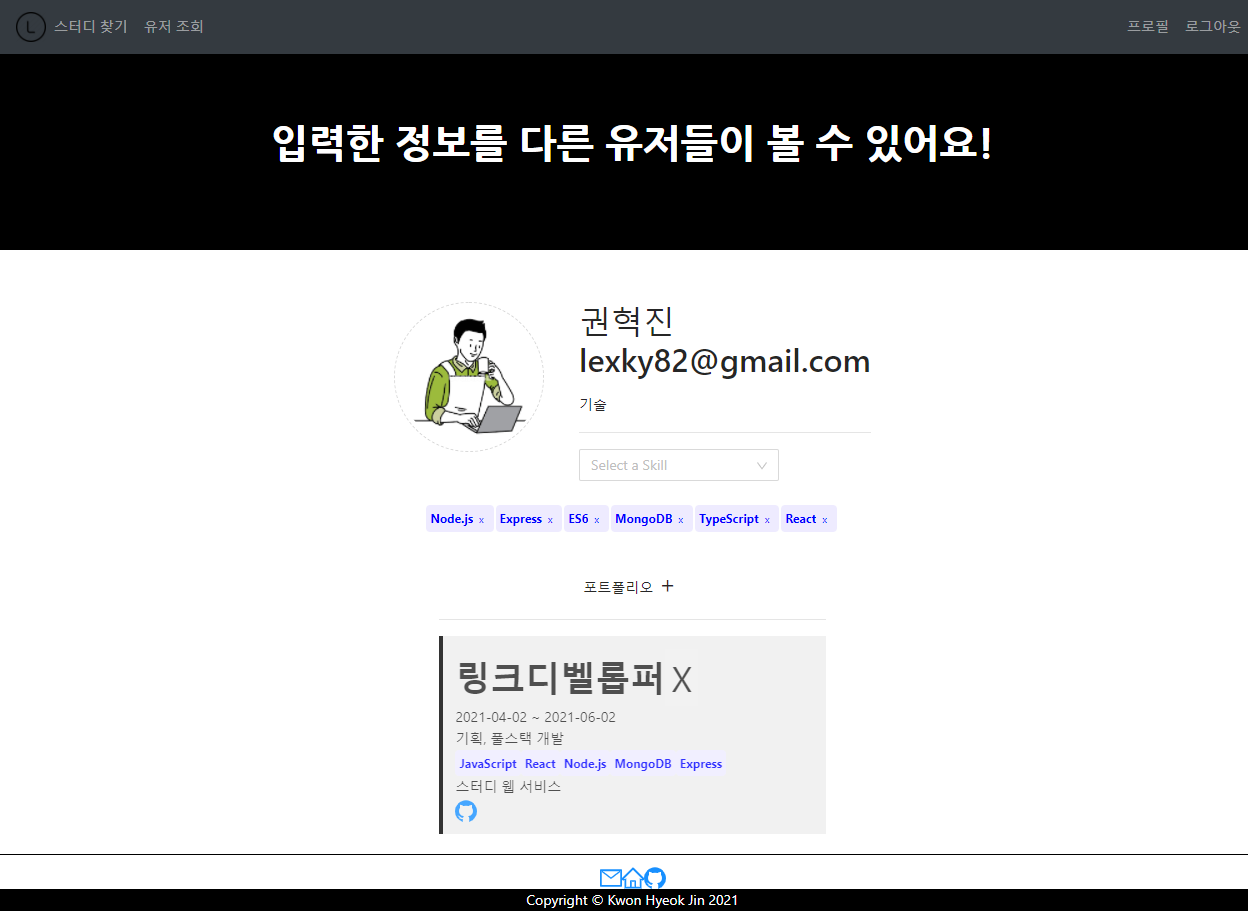 L 스터디 찾기 유저 조회 프로필 로그아웃
입력한 정보를 다른 유저들이 볼 수 있어요!
권혁진
lexky82@gmail.com
기술
Select a Skill
Node.js x Express x ES6 x MongoDB x TypeScript x React x
포트폴리오 +
링크디벨롭퍼 X
2021-04-02 ~ 2021-06-02
기획, 풀스택 개발
JavaScript React Node.js MongoDB Express
스터디 웹 서비스
Copyright © Kwon Hyeok Jin 2021